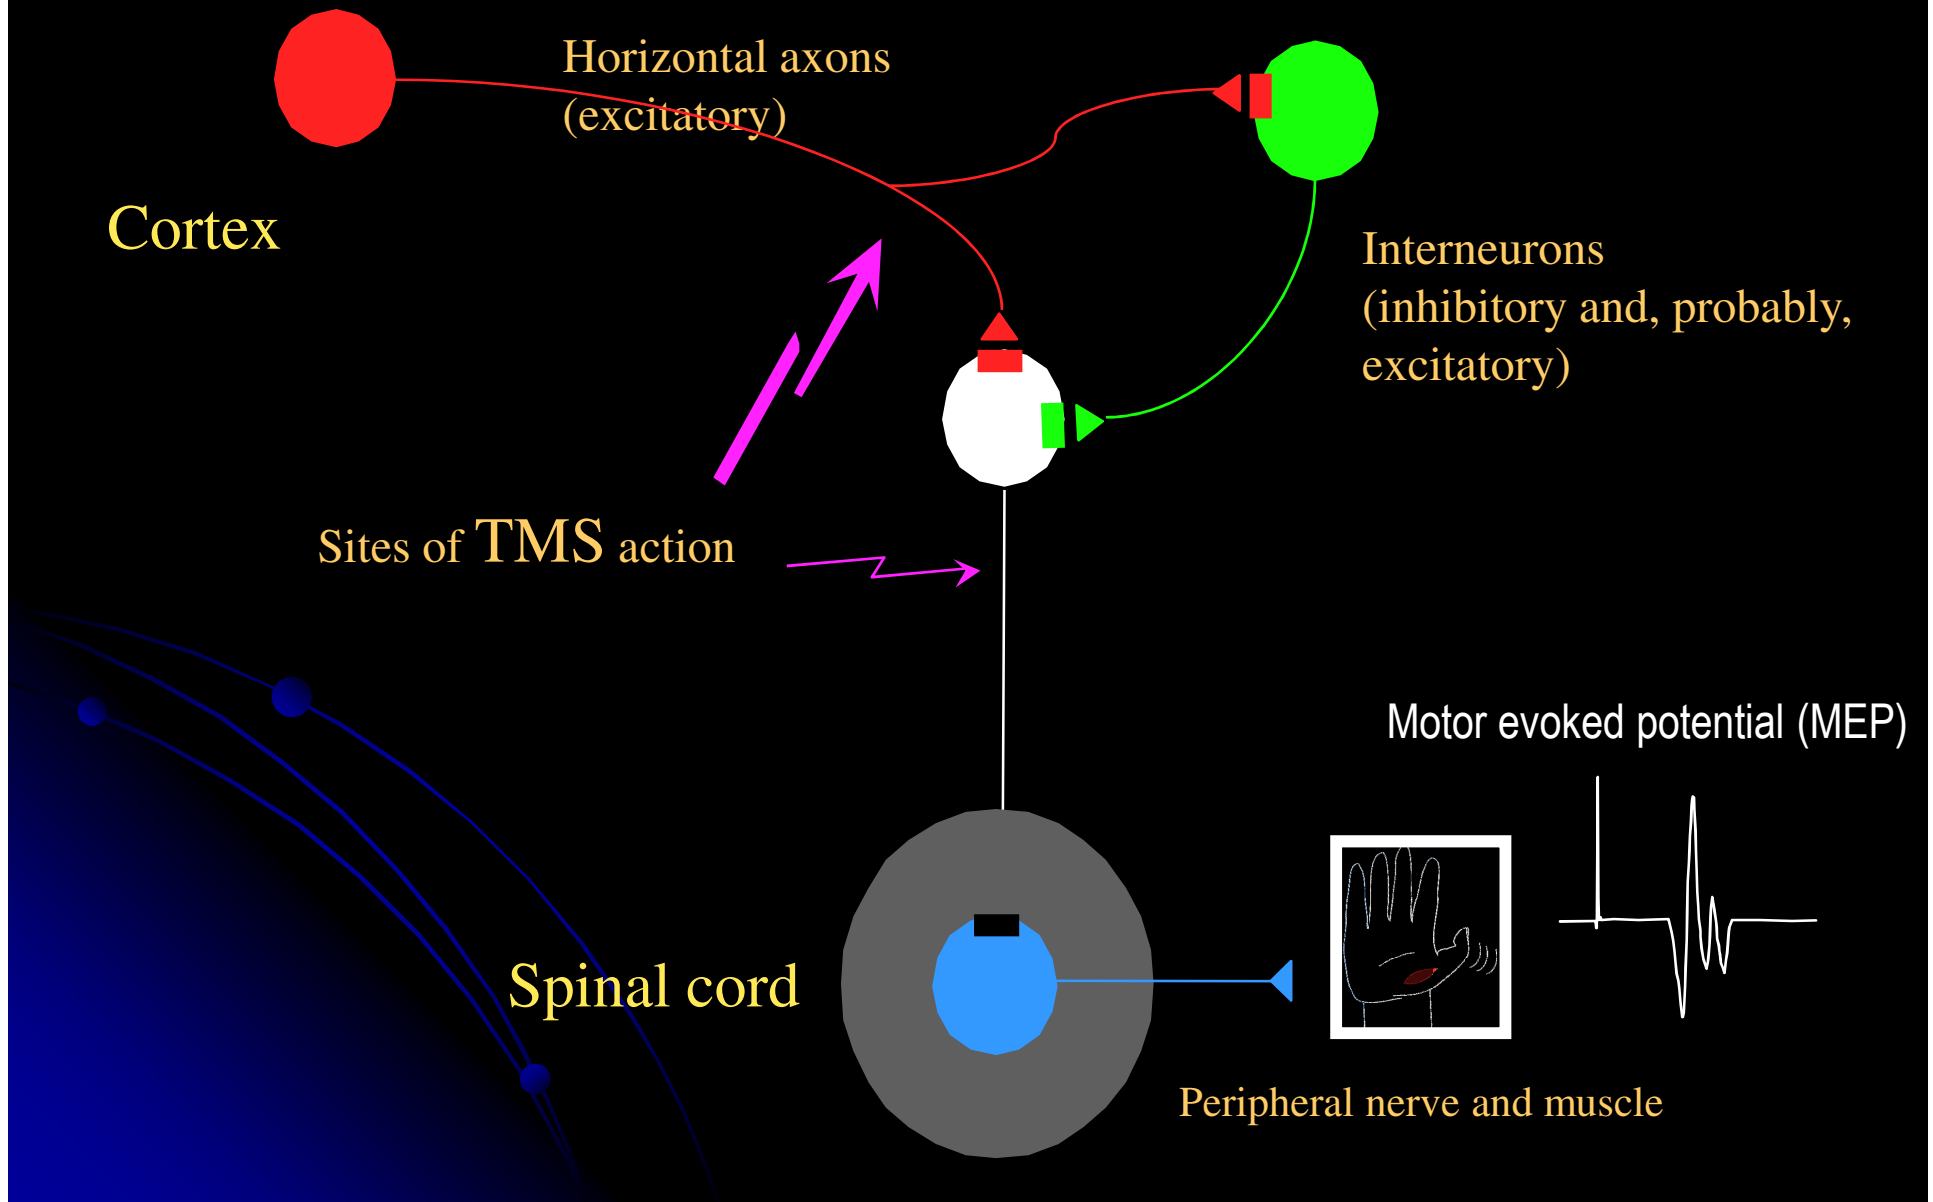 Horizontal axons
(excitatory)
Cortex
Interneurons
(inhibitory and, probably,
excitatory)
Sites of TMS action
Motor evoked potential (MEP)
Spinal cord
Peripheral nerve and muscle